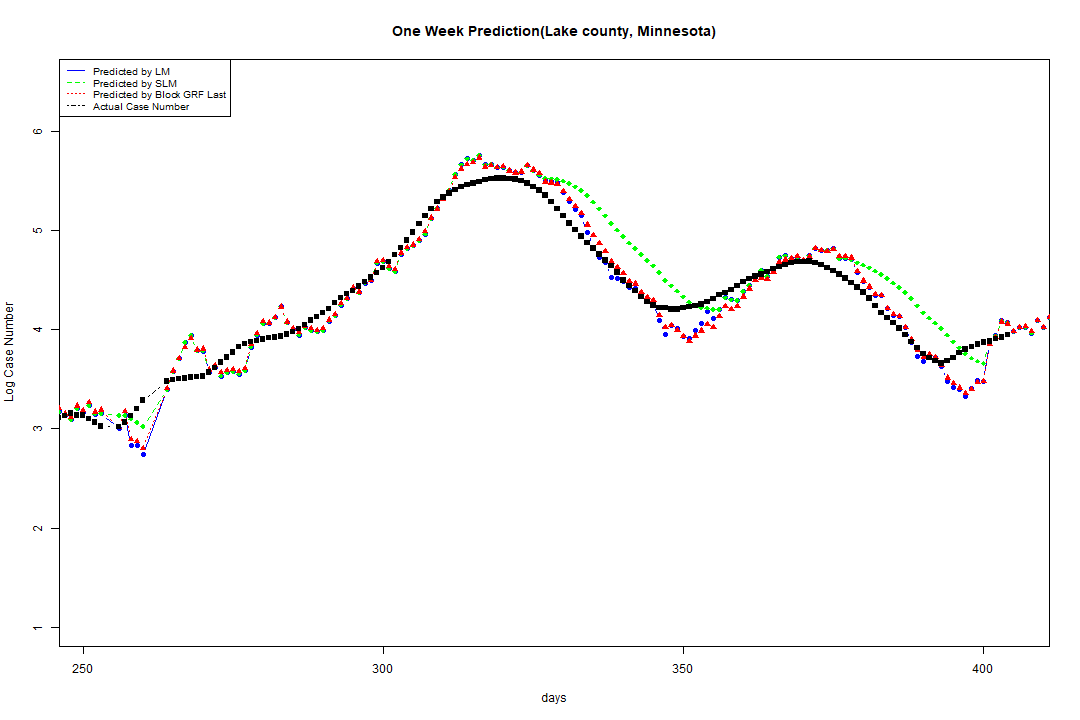 One Week Prediction(Lake county, Minnesota)
Predicted by LM
Predicted by SLM
Predicted by Block GRF Last
Actual Case Number
6
5
4
3
2
1
Log Case Number
250 300 350 400
days